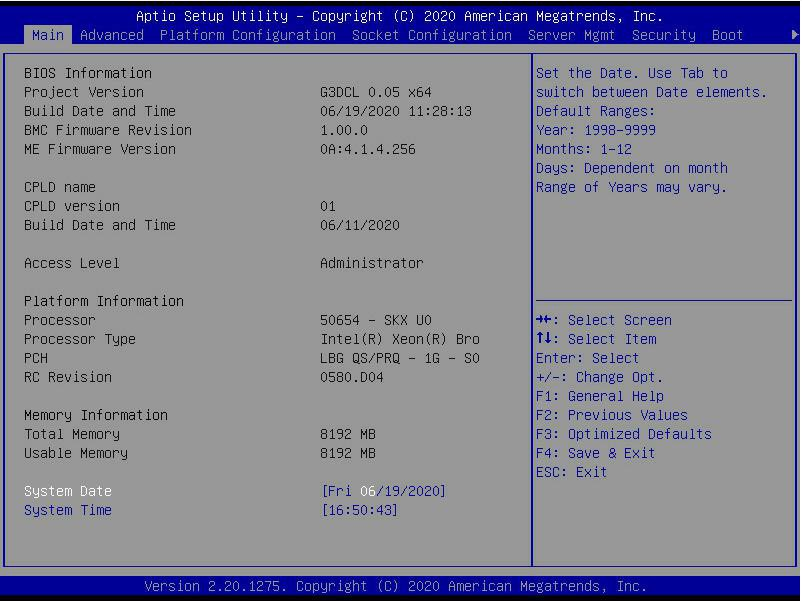 Aptio Setup Utility – Copyright (C) 2020 American Megatrends, Inc.
Main Advanced Platform Configuration Socket Configuration Server Mgmt Security Boot
BIOS Information
Project Version G3DCL 0.05 x64
Build Date and Time 06/19/2020 11:28:13
BMC Firmware Revision 1.00.0
ME Firmware Version 0A:4.1.4.256
CPLD name
CPLD version 01
Build Date and Time 06/11/2020
Access Level Administrator
Platform Information
Processor 50654 - SKX U0
Processor Type Intel(R) Xeon(R) Bro
PCH LBG QS/PRQ - 1G - S0
RC Revision 0580.D04
Memory Information
Total Memory 8192 MB
Usable Memory 8192 MB
System Date [Fri 06/19/2020]
System Time [16:50:43]
Set the Date. Use Tab to
switch between Date elements.
Default Ranges:
Year: 1998-9999
Months: 1-12
Days: Dependent on month
Range of Years may vary.
→←: Select Screen
↑↓: Select Item
Enter: Select
+/-: Change Opt.
F1: General Help
F2: Previous Values
F3: Optimized Defaults
F4: Save & Exit
ESC: Exit
Version 2.20.1275. Copyright (C) 2020 American Megatrends, Inc.